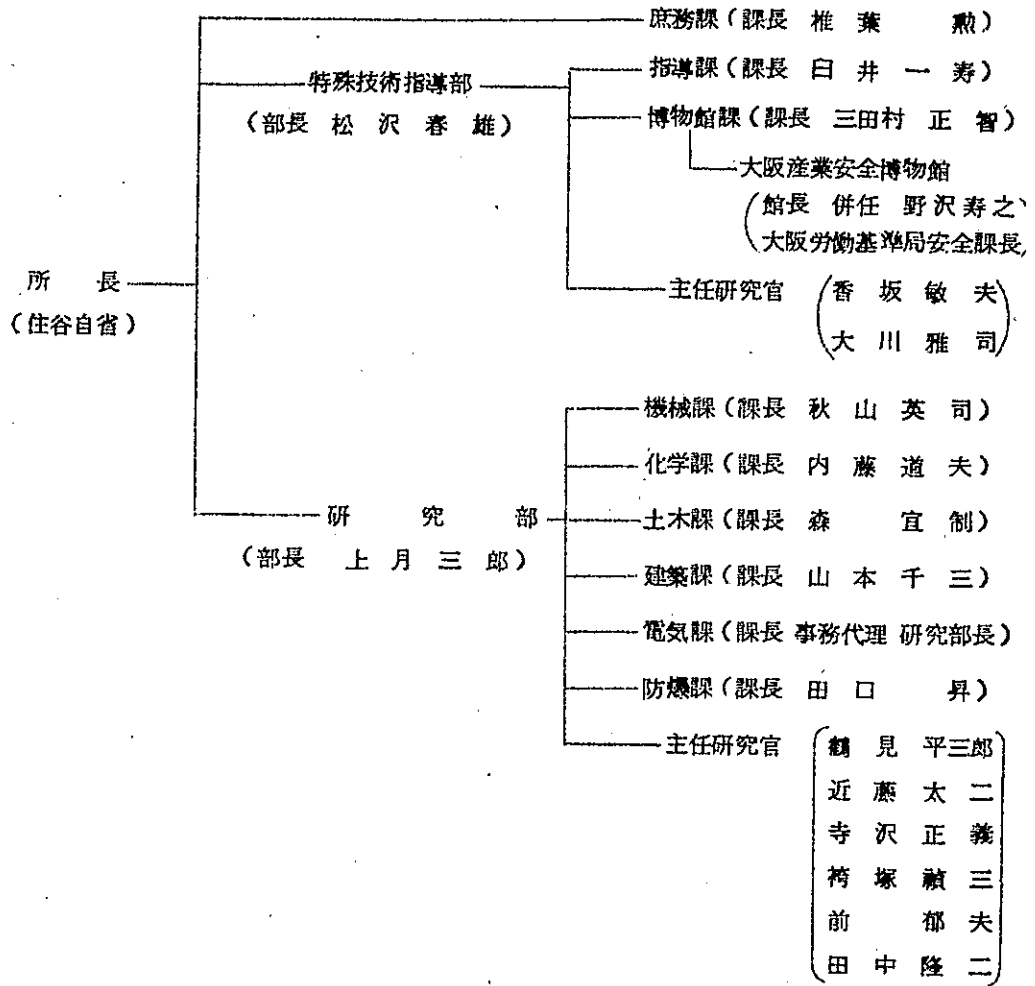 庶務課(課長 椎葉 勲)
特殊技術指導部
(部長 松沢春雄)
指導課(課長 臼井一寿)
博物館課(課長 三田村正智)
大阪産業安全博物館
(館長 併任 野沢寿之
大阪労働基準局安全課長)
主任研究官
(香坂敏夫
大川雅司)
所長
(住谷自省)
研究部
(部長 上月三郎)
機械課(課長 秋山英司)
化学課(課長 内藤道夫)
土木課(課長 森 宜制)
建築課(課長 山本千三)
電気課(課長 事務代理 研究部長)
防爆課(課長 田口 昇)
主任研究官
(鶴見平三郎
近藤太二
寺沢正義
袴塚禎三
前 郁夫
田中隆二)